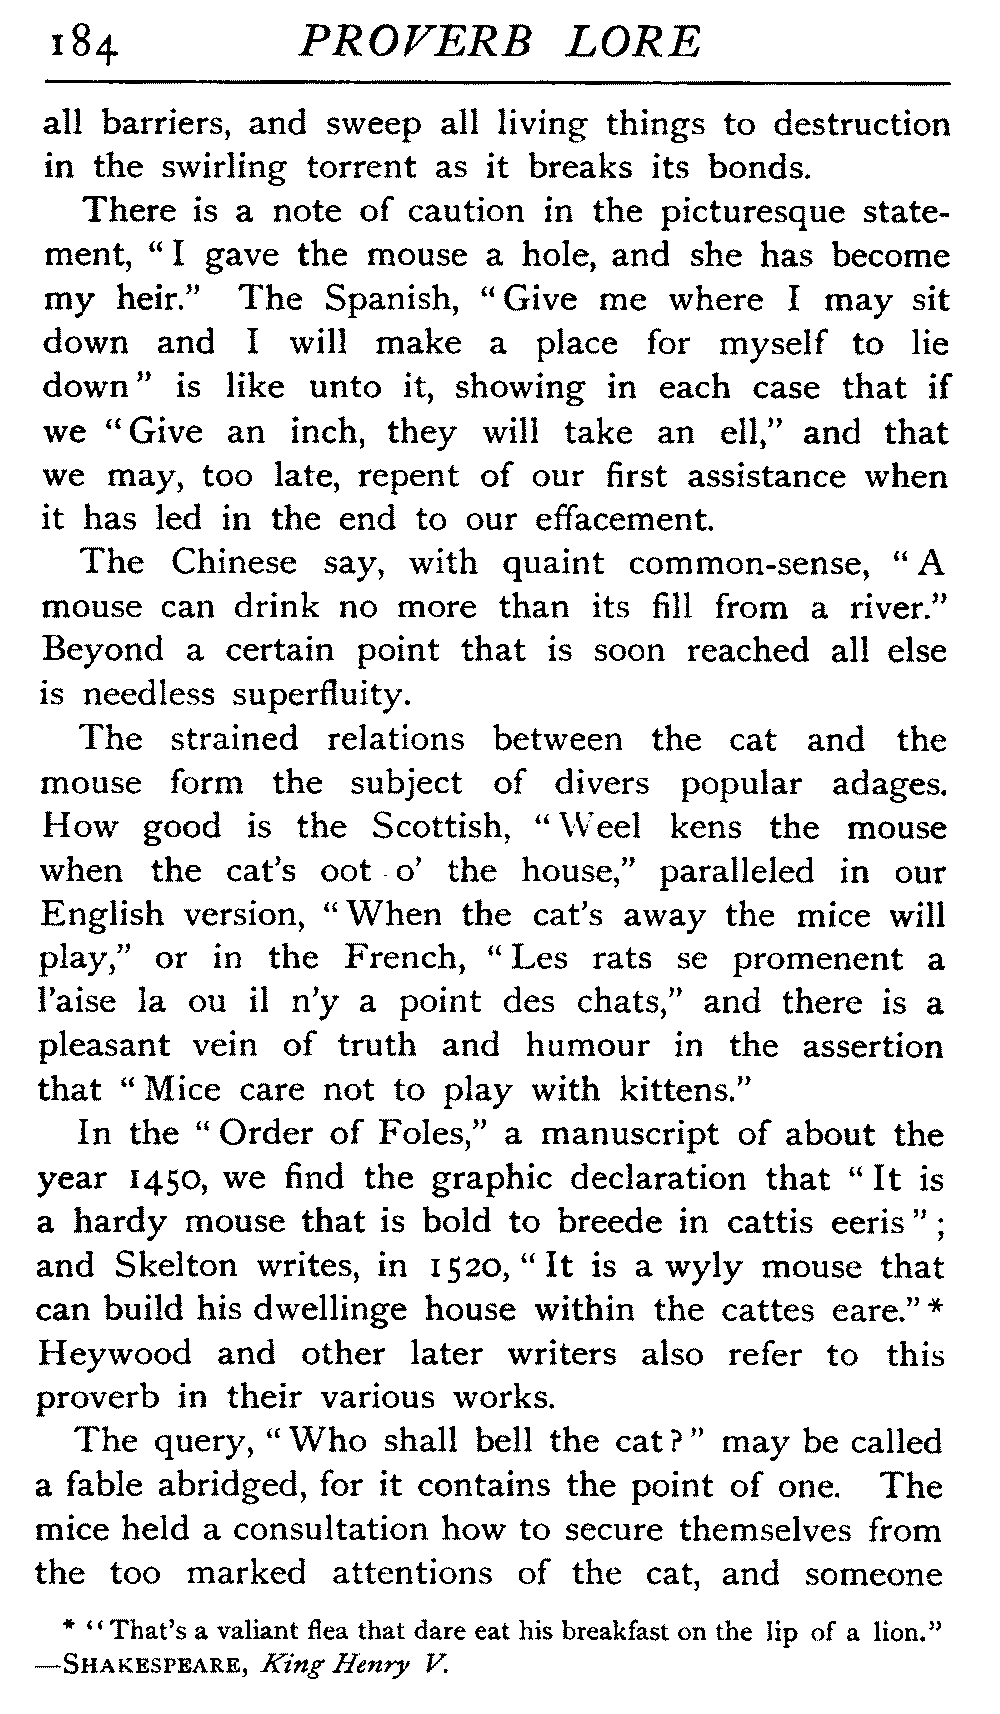 184 PROVERB LORE
all barriers, and sweep all living things to destruction
in the swirling torrent as it breaks its bonds.
There is a note of caution in the picturesque state-
ment, “I gave the mouse a hole, and she has become
my heir.” The Spanish, “Give me where I may sit
down and I will make a place for myself to lie
down” is like unto it, showing in each case that if
we “Give an inch, they will take an ell,” and that
we may, too late, repent of our first assistance when
it has led in the end to our effacement.
The Chinese say, with quaint common-sense, “A
mouse can drink no more than its fill from a river.”
Beyond a certain point that is soon reached all else
is needless superfluity.
The strained relations between the cat and the
mouse form the subject of divers popular adages.
How good is the Scottish, “Weel kens the mouse
when the cat's oot o' the house,” paralleled in our
English version, “When the cat's away the mice will
play,” or in the French, “Les rats se promenent a
l'aise la ou il n'y a point des chats,” and there is a
pleasant vein of truth and humour in the assertion
that “Mice care not to play with kittens.”
In the “Order of Foles,” a manuscript of about the
year 1450, we find the graphic declaration that “It is
a hardy mouse that is bold to breede in cattis eeris”;
and Skelton writes, in 1520, “It is a wyly mouse that
can build his dwellinge house within the cattes eare.”*
Heywood and other later writers also refer to this
proverb in their various works.
The query, “Who shall bell the cat?” may be called
a fable abridged, for it contains the point of one. The
mice held a consultation how to secure themselves from
the too marked attentions of the cat, and someone
* “That's a valiant flea that dare eat his breakfast on the lip of a lion.”
—SHAKESPEARE, King Henry V.